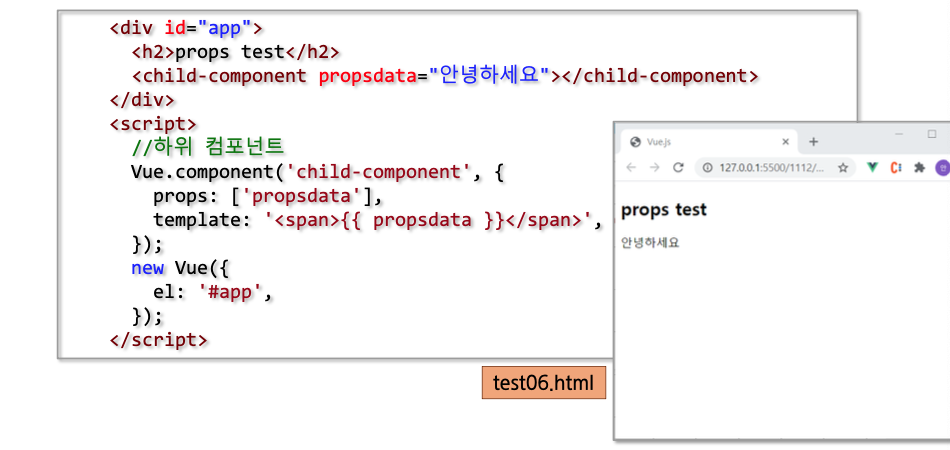 <div id="app">
<h2>props test</h2>
<child-component propsdata="안녕하세요"></child-component>
</div>
<script>
//하위 컴포넌트
Vue.component('child-component', {
props: ['propsdata'],
template: '<span>{{ propsdata }}</span>',
});
new Vue({
el: '#app',
});
</script>
test06.html
Vue.js
127.0.0.1:5500/1112/...
props test
안녕하세요